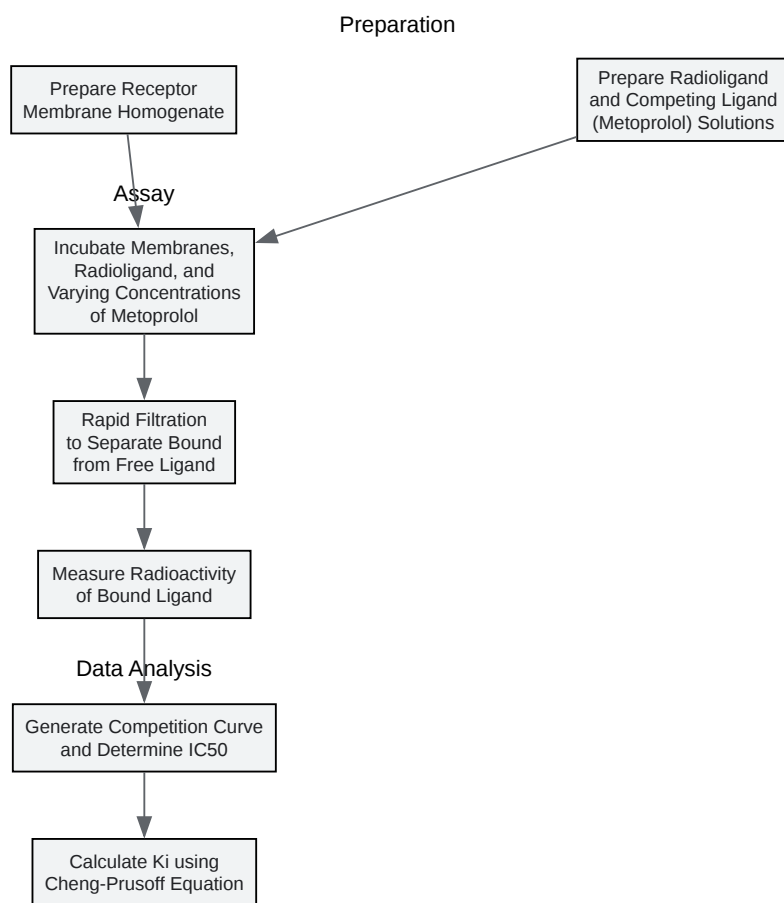 Preparation
Prepare Receptor
Membrane Homogenate
Prepare Radioligand
and Competing Ligand
(Metoprolol) Solutions
Assay
Incubate Membranes,
Radioligand, and
Varying Concentrations
of Metoprolol
Rapid Filtration
to Separate Bound
from Free Ligand
Measure Radioactivity
of Bound Ligand
Data Analysis
Generate Competition Curve
and Determine IC50
Calculate Ki using
Cheng-Prusoff Equation